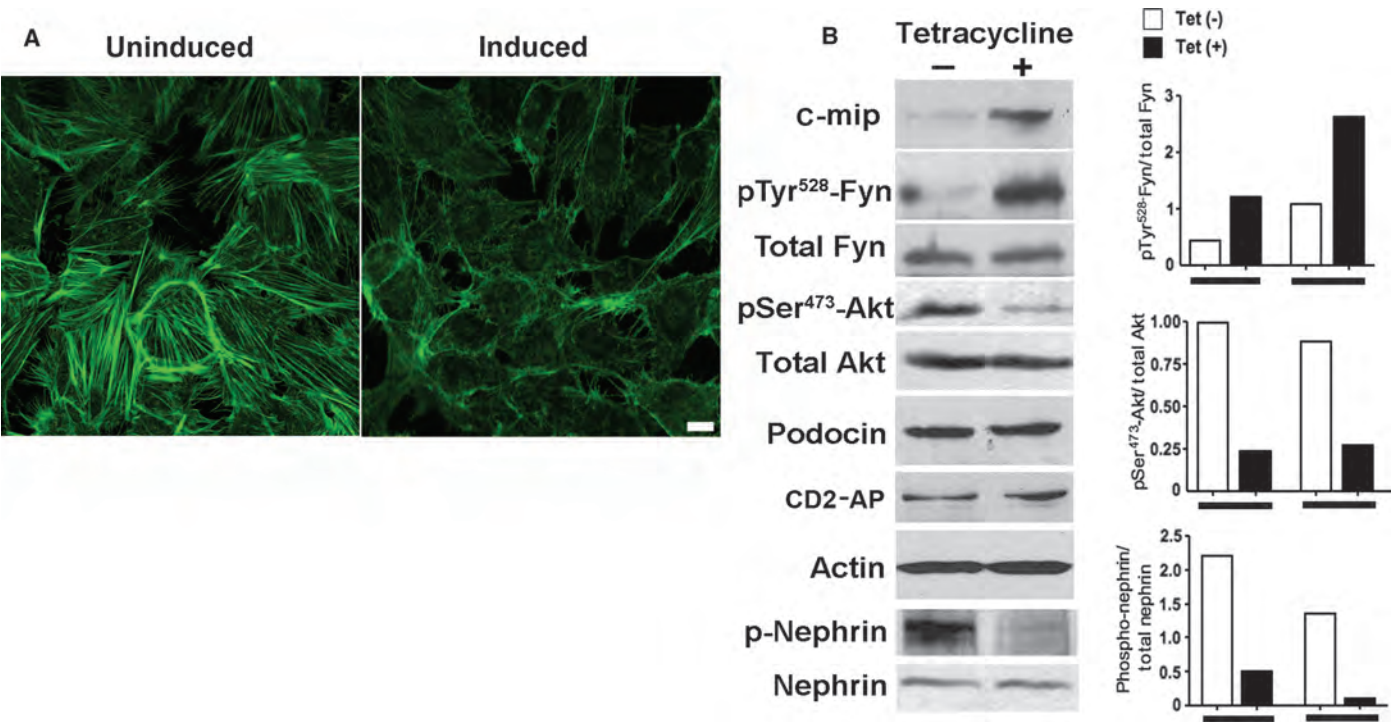 A
Uninduced
Induced
B
Tetracycline
− +
c-mip
pTyr528-Fyn
Total Fyn
pSer473-Akt
Total Akt
Podocin
CD2-AP
Actin
p-Nephrin
Nephrin
Tet (-)
Tet (+)
pTyr528-Fyn/ total Fyn
3
2
1
0
pSer473-Akt/ total Akt
1.00
0.75
0.50
0.25
0
Phospho-nephrin/
total nephrin
2.5
2.0
1.5
1.0
0.5
0